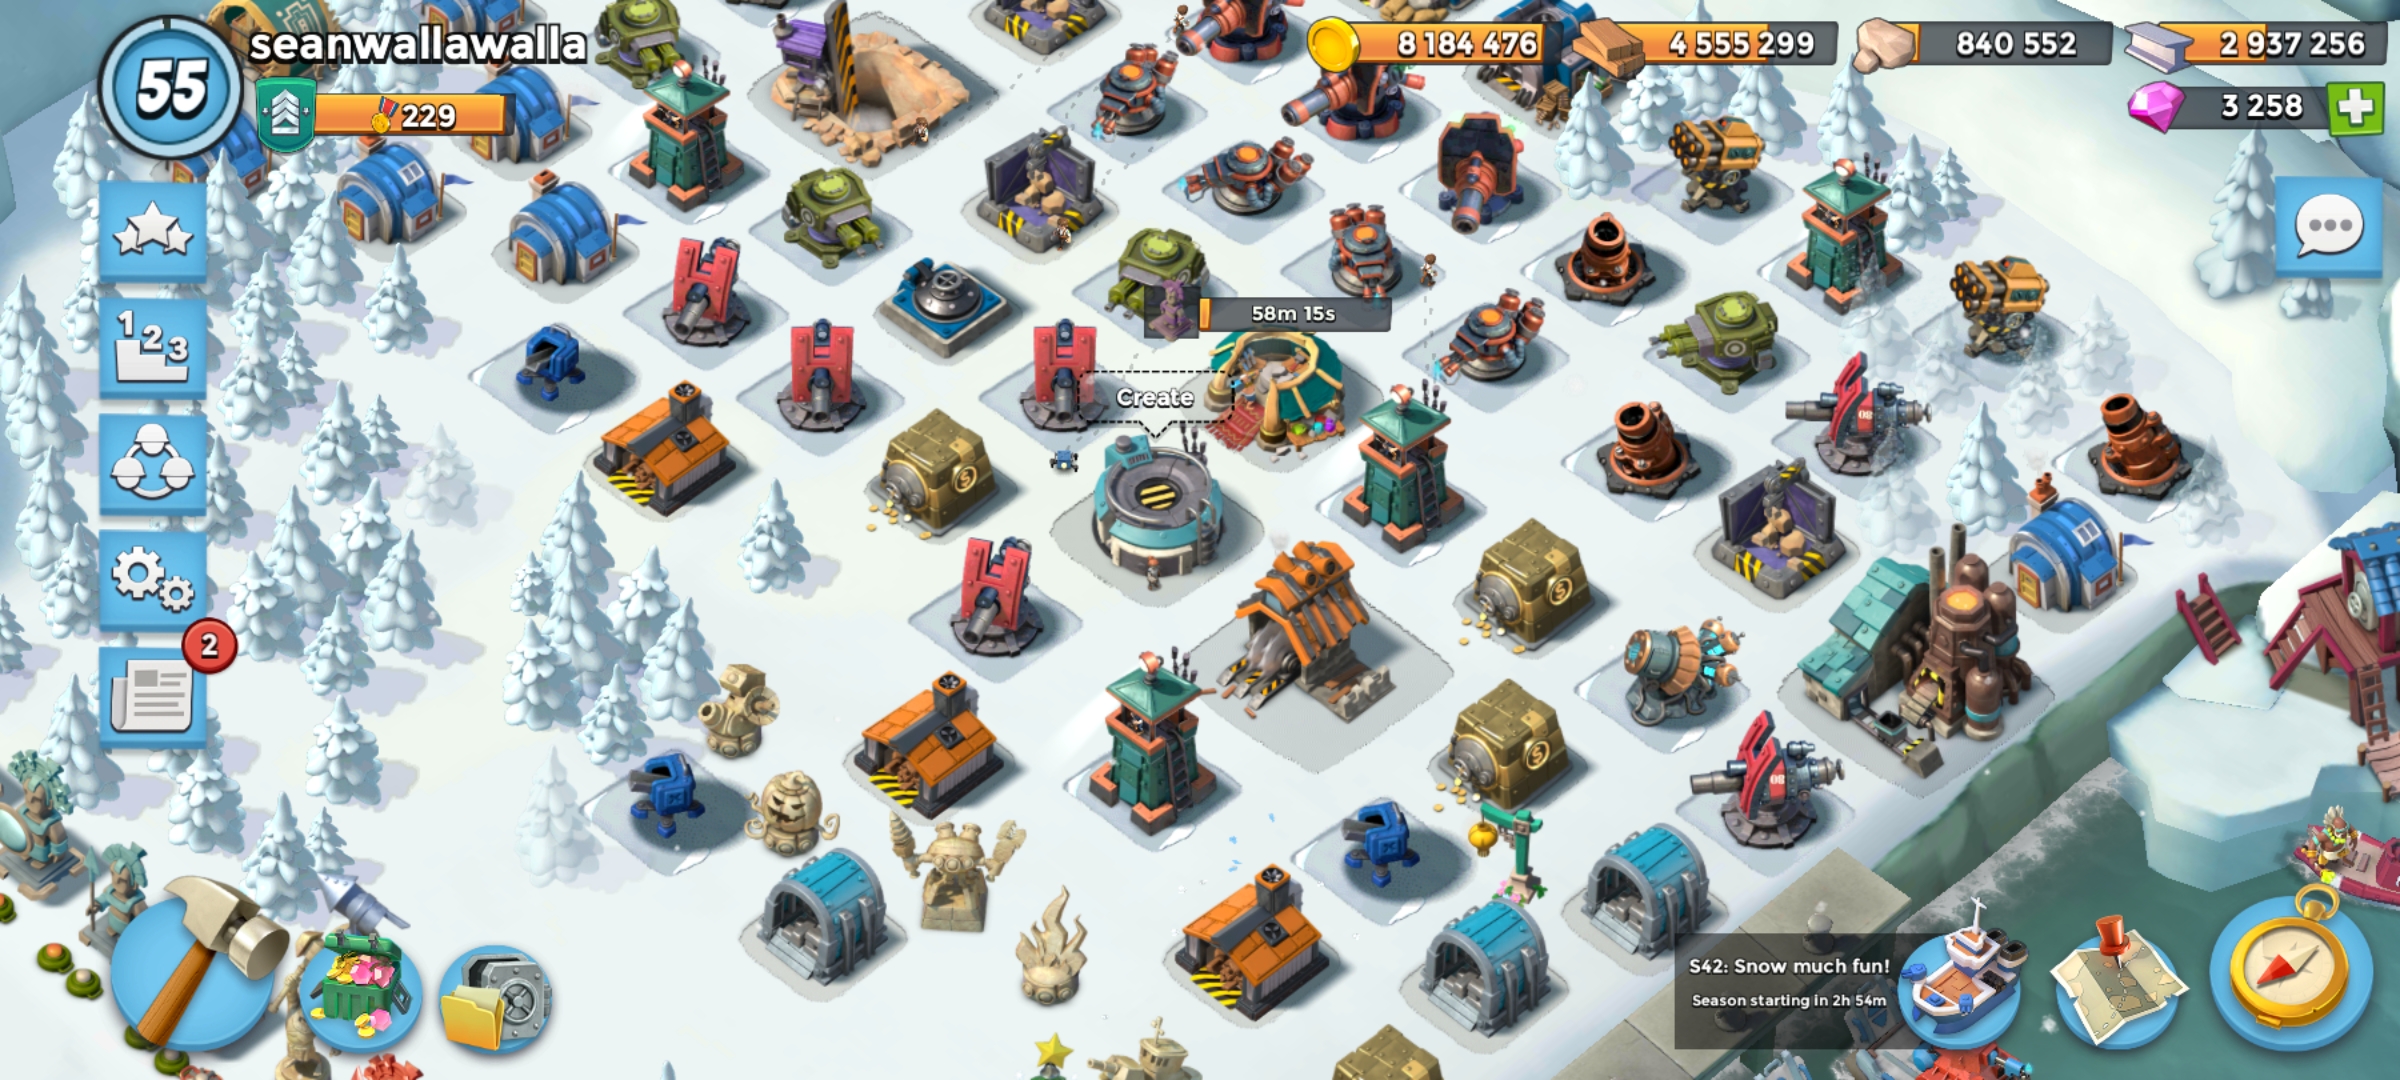 55
seanwallawalla
229
8 184 476
4 555 299
840 552
2 937 256
3 258
123
58m 15s
Create
2
S42: Snow much fun!
Season starting in 2h 54m